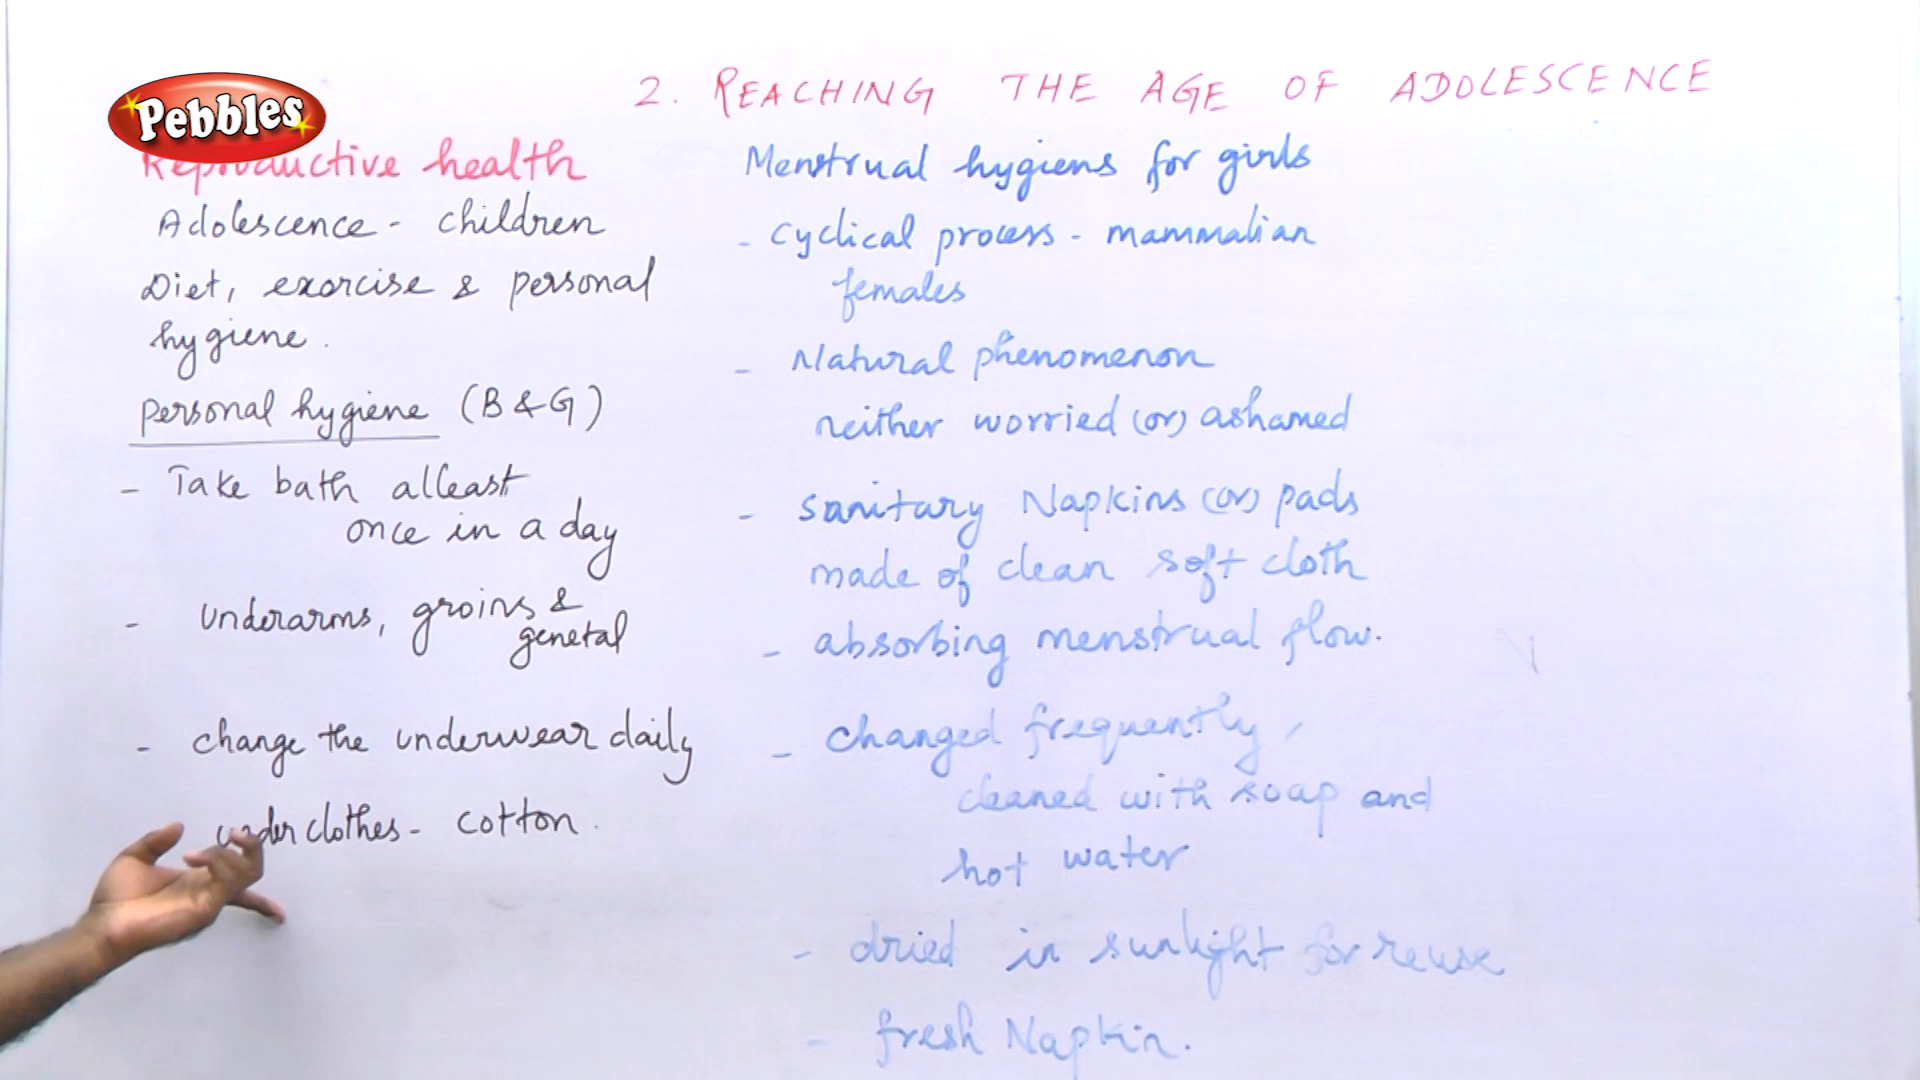 2. REACHING THE AGE OF ADOLESCENCE
Pebbles
Reproductive health
Adolescence - children
Diet, exorcise & personal
hygiene.
Personal hygiene (B & G)
- Take bath atleast
once in a day
- underarms, groins &
genetal
- change the underwear daily
underclothes - cotton.
Menstrual hygiens for girls
- cyclical process - mammalian
females
- Natural phenomenon
neither worried (or) ashamed
- sanitary Napkins (or) pads
made of clean soft cloth
- absorbing menstrual flow.
- changed frequently,
cleaned with soap and
hot water
- dried in sunlight for reuse
- fresh Napkin.